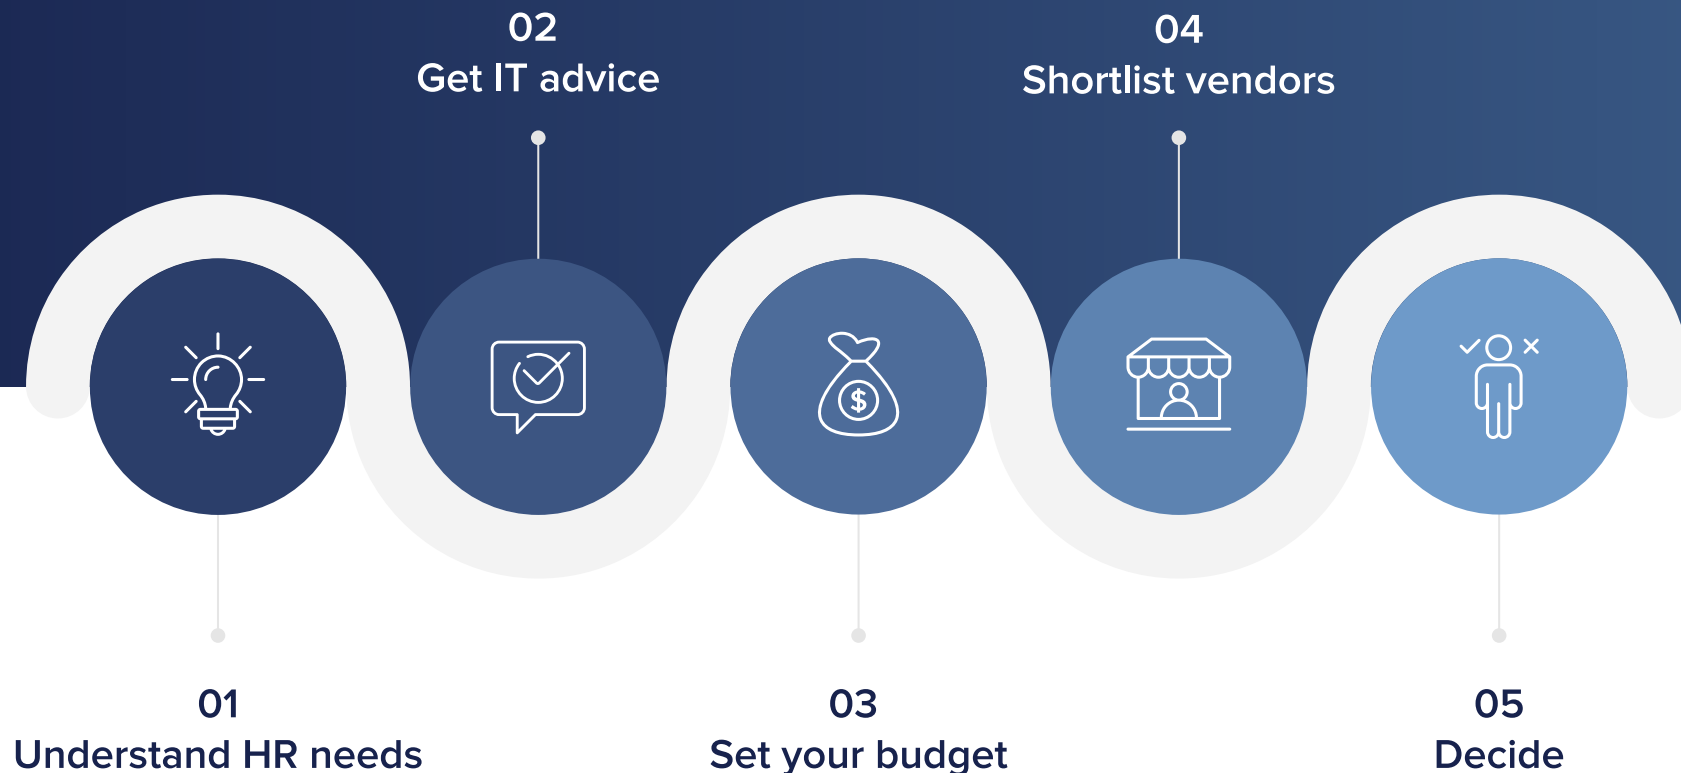 01
Understand HR needs
02
Get IT advice
03
Set your budget
04
Shortlist vendors
05
Decide
$